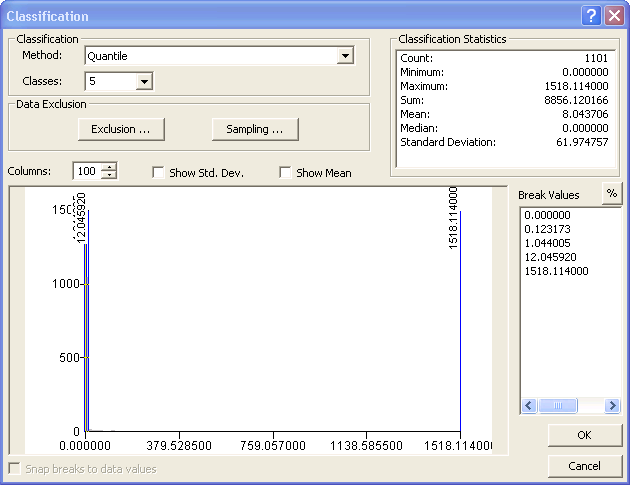 Classification
Classification
Method: Quantile
Classes: 5
Data Exclusion
Exclusion ...
Sampling ...
Classification Statistics
Count: 1101
Minimum: 0.000000
Maximum: 1518.114000
Sum: 8856.120166
Mean: 8.043706
Median: 0.000000
Standard Deviation: 61.974757
Columns: 100 Show Std. Dev. Show Mean
Break Values %
0.000000
0.123173
1.044005
12.045920
1518.114000
12.045920
1518.114000
1000
500
0
0.000000 379.528500 759.057000 1138.585500 1518.114000
Snap breaks to data values
OK
Cancel